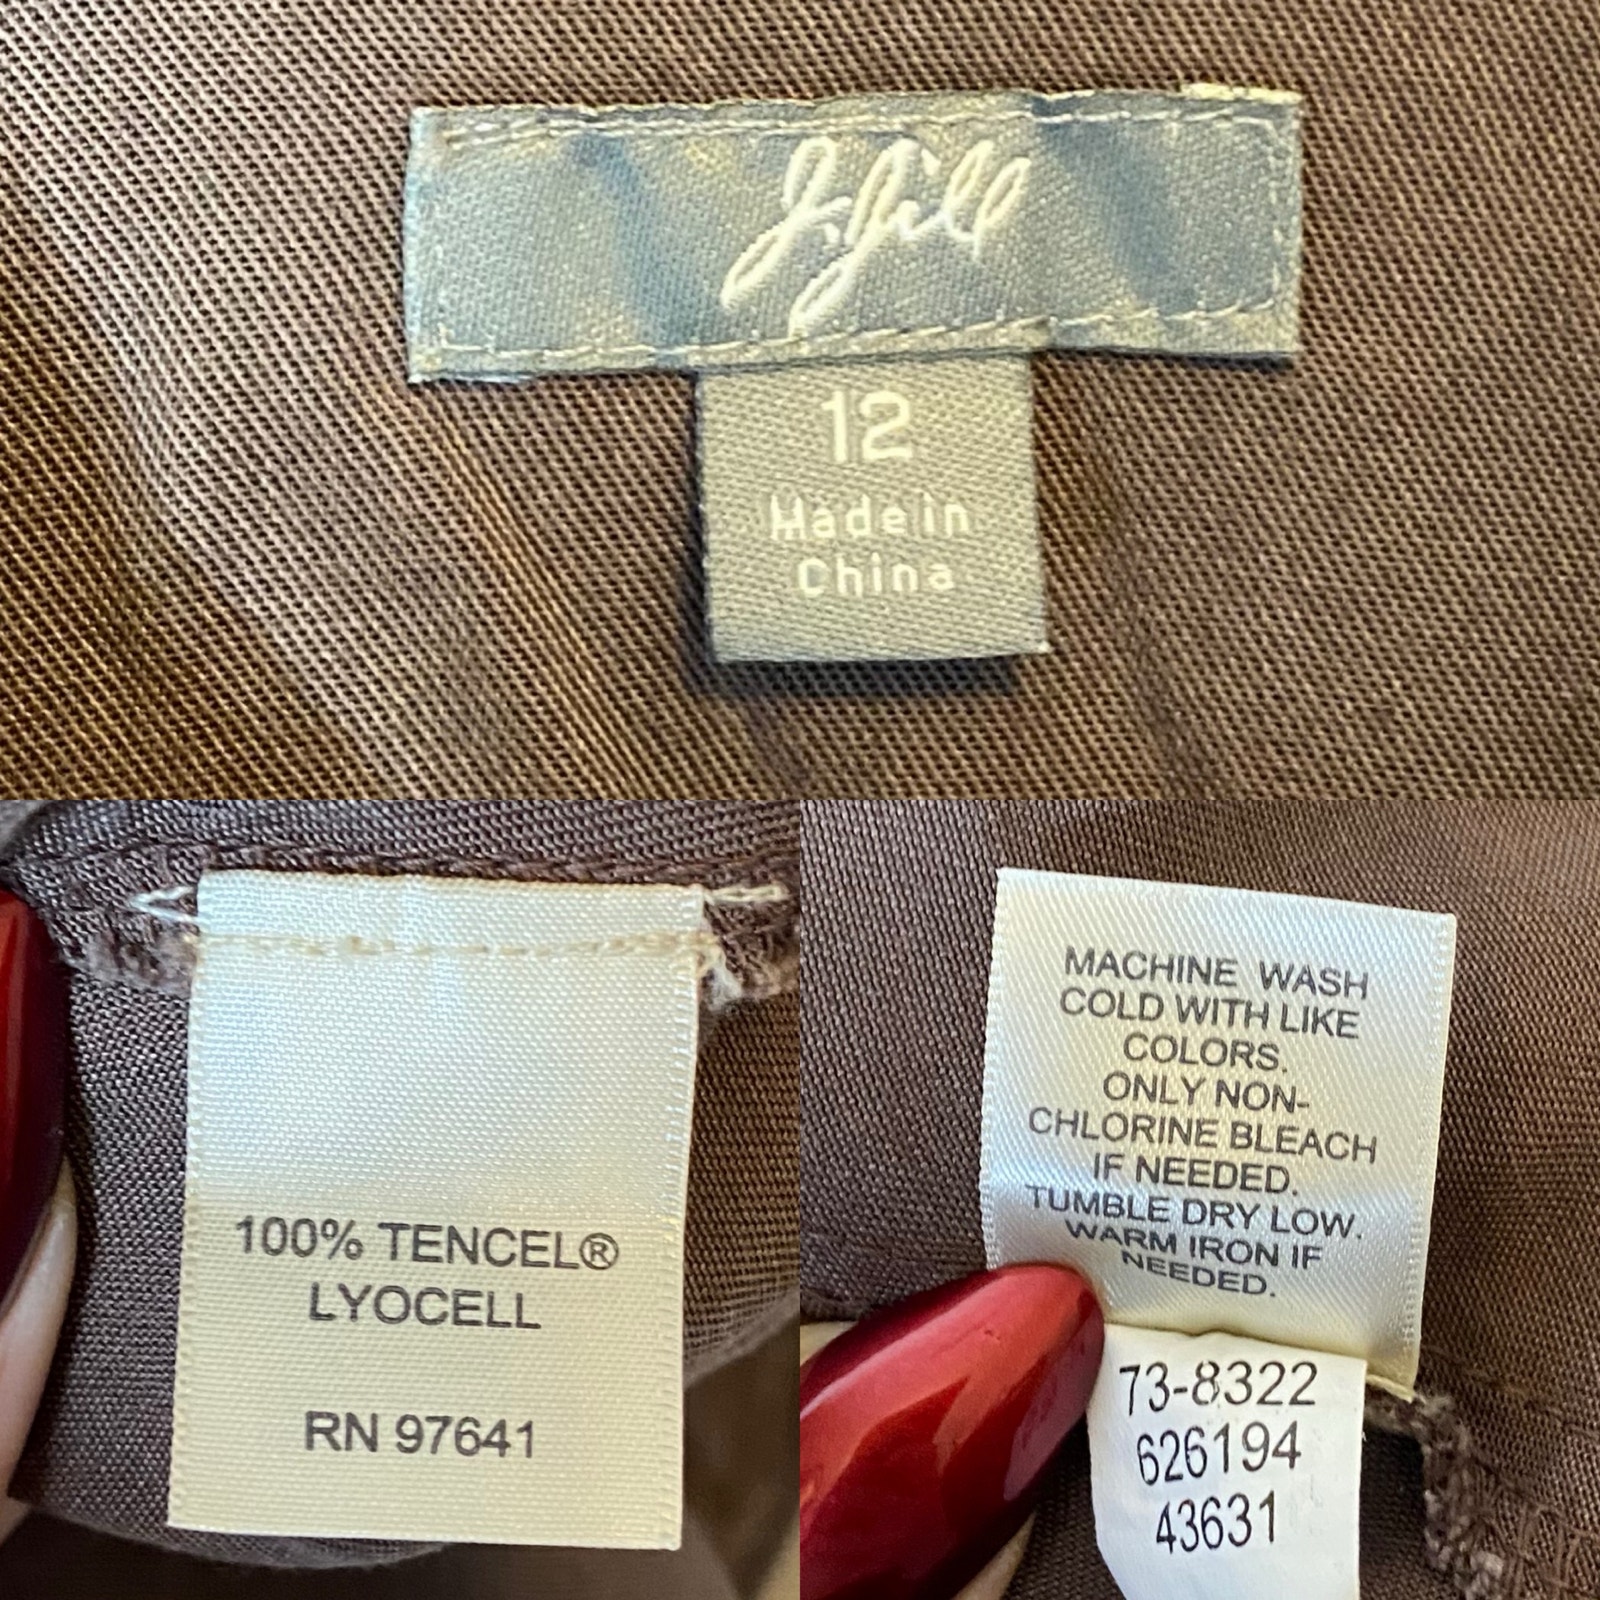 J.Jill
12
Made in
China
100% TENCEL®
LYOCELL
RN 97641
MACHINE WASH
COLD WITH LIKE
COLORS.
ONLY NON-
CHLORINE BLEACH
IF NEEDED.
TUMBLE DRY LOW.
WARM IRON IF
NEEDED.
73-8322
626194
43631